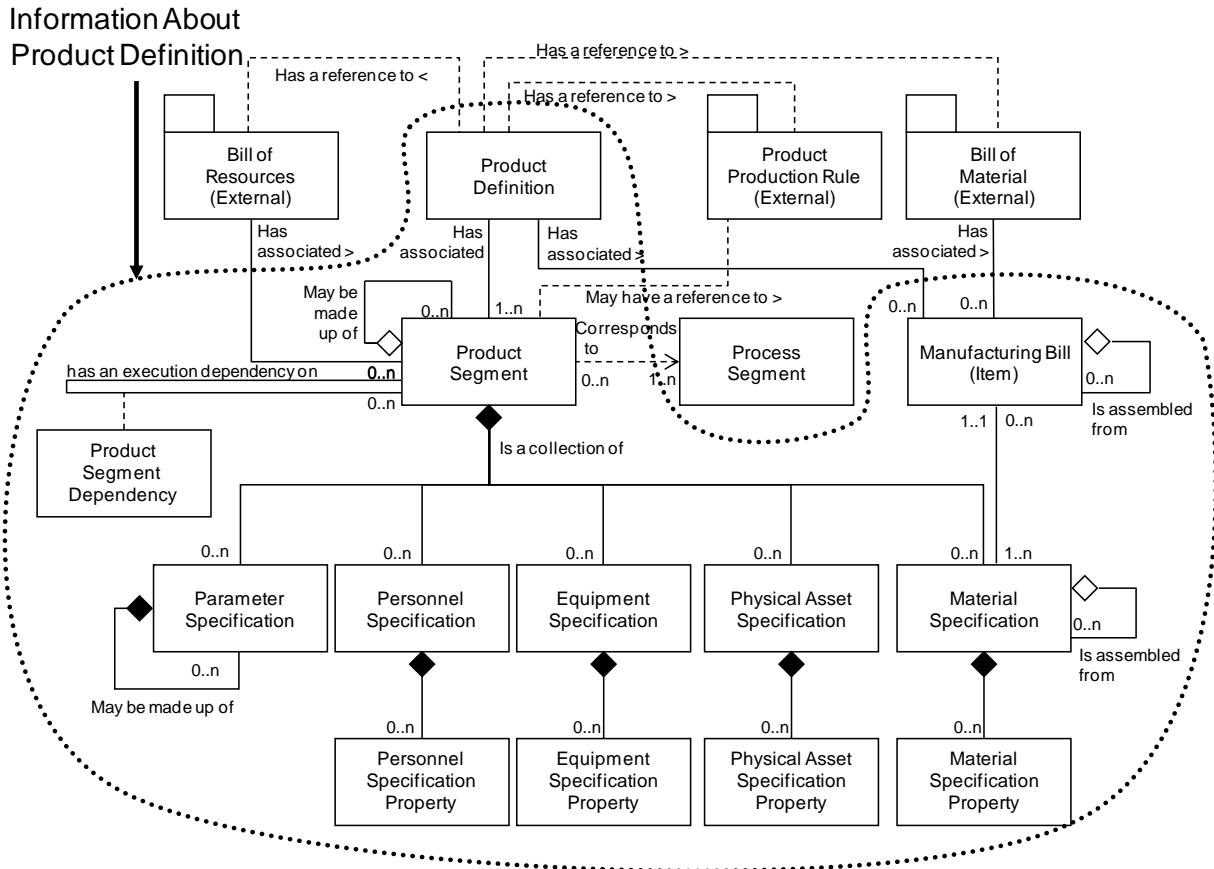 Information About
Product Definition
Has a reference to >
Has a reference to <
Has a reference to >
Bill of
Resources
(External)
Product
Definition
Product
Production Rule
(External)
Bill of
Material
(External)
Has
associated >
Has
associated
Has
associated >
Has
associated >
May be
made
up of
0..n
1..n
May have a reference to >
0..n
0..n
Product
Segment
Corresponds
to
0..n
1..n
Process
Segment
Manufacturing Bill
(Item)
0..n
Is assembled
from
has an execution dependency on
0..n
0..n
1..1
0..n
Product
Segment
Dependency
Is a collection of
0..n
0..n
0..n
0..n
0..n
1..n
Parameter
Specification
Personnel
Specification
Equipment
Specification
Physical Asset
Specification
Material
Specification
0..n
Is assembled
from
0..n
May be made up of
0..n
0..n
0..n
0..n
Personnel
Specification
Property
Equipment
Specification
Property
Physical Asset
Specification
Property
Material
Specification
Property